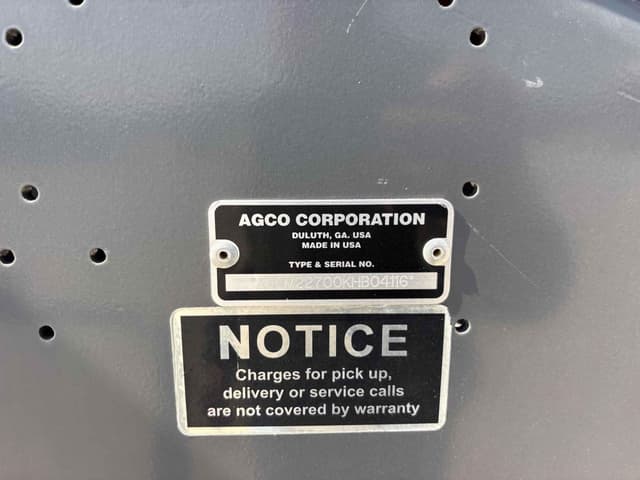 AGCO CORPORATION
DULUTH, GA. USA
MADE IN USA
TYPE & SERIAL NO.
NOTICE
Charges for pick up,
delivery or service calls
are not covered by warranty